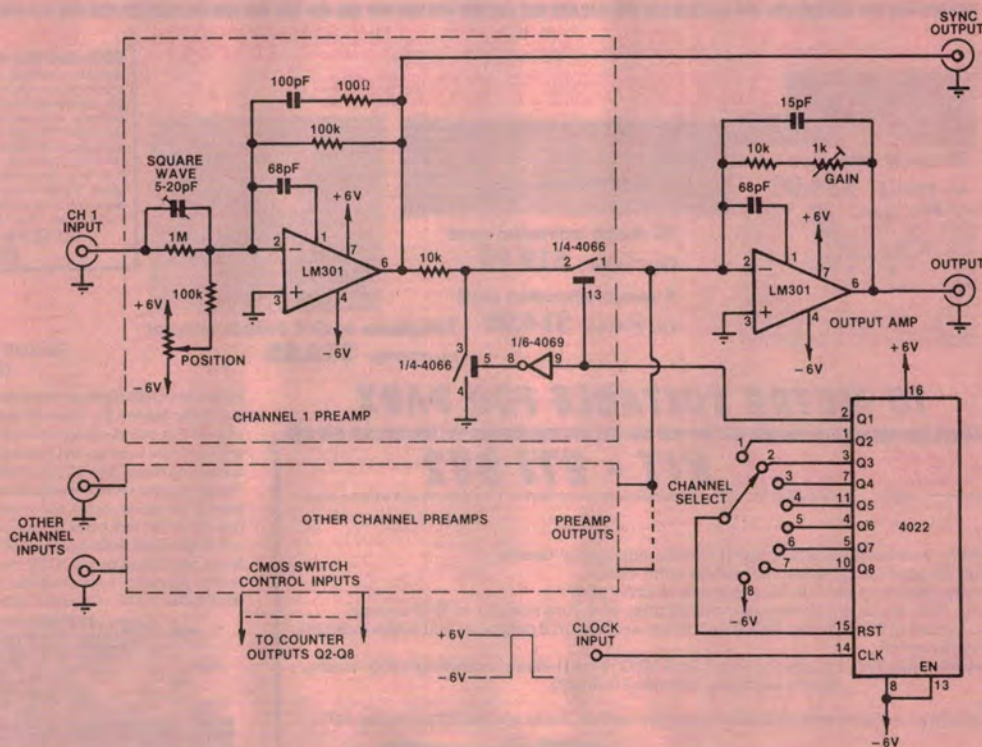 SYNC
OUTPUT
100pF
100Ω
100k
15pF
10k
1k
GAIN
SQUARE
WAVE
5-20pF
68pF
+6V
68pF
+6V
CH 1
INPUT
1M
2
1
7
LM301
6
3
4
-6V
10k
1/4-4066
2
1
13
2
1
7
LM301
6
3
4
-6V
OUTPUT
OUTPUT AMP
100k
+6V
POSITION
-6V
1/4-4066
3
4
5
1/6-4069
8
9
CHANNEL 1 PREAMP
+6V
16
2
Q1
1
Q2
3
Q3
7
Q4
11
Q5
4
Q6
5
Q7
10
Q8
4022
15
RST
14
CLK
EN
8
13
-6V
CHANNEL
SELECT
1
2
3
4
5
6
7
8
-6V
OTHER
CHANNEL
INPUTS
OTHER CHANNEL PREAMPS
PREAMP
OUTPUTS
CMOS SWITCH
CONTROL INPUTS
TO COUNTER
OUTPUTS Q2-Q8
+6V
-6V
CLOCK
INPUT